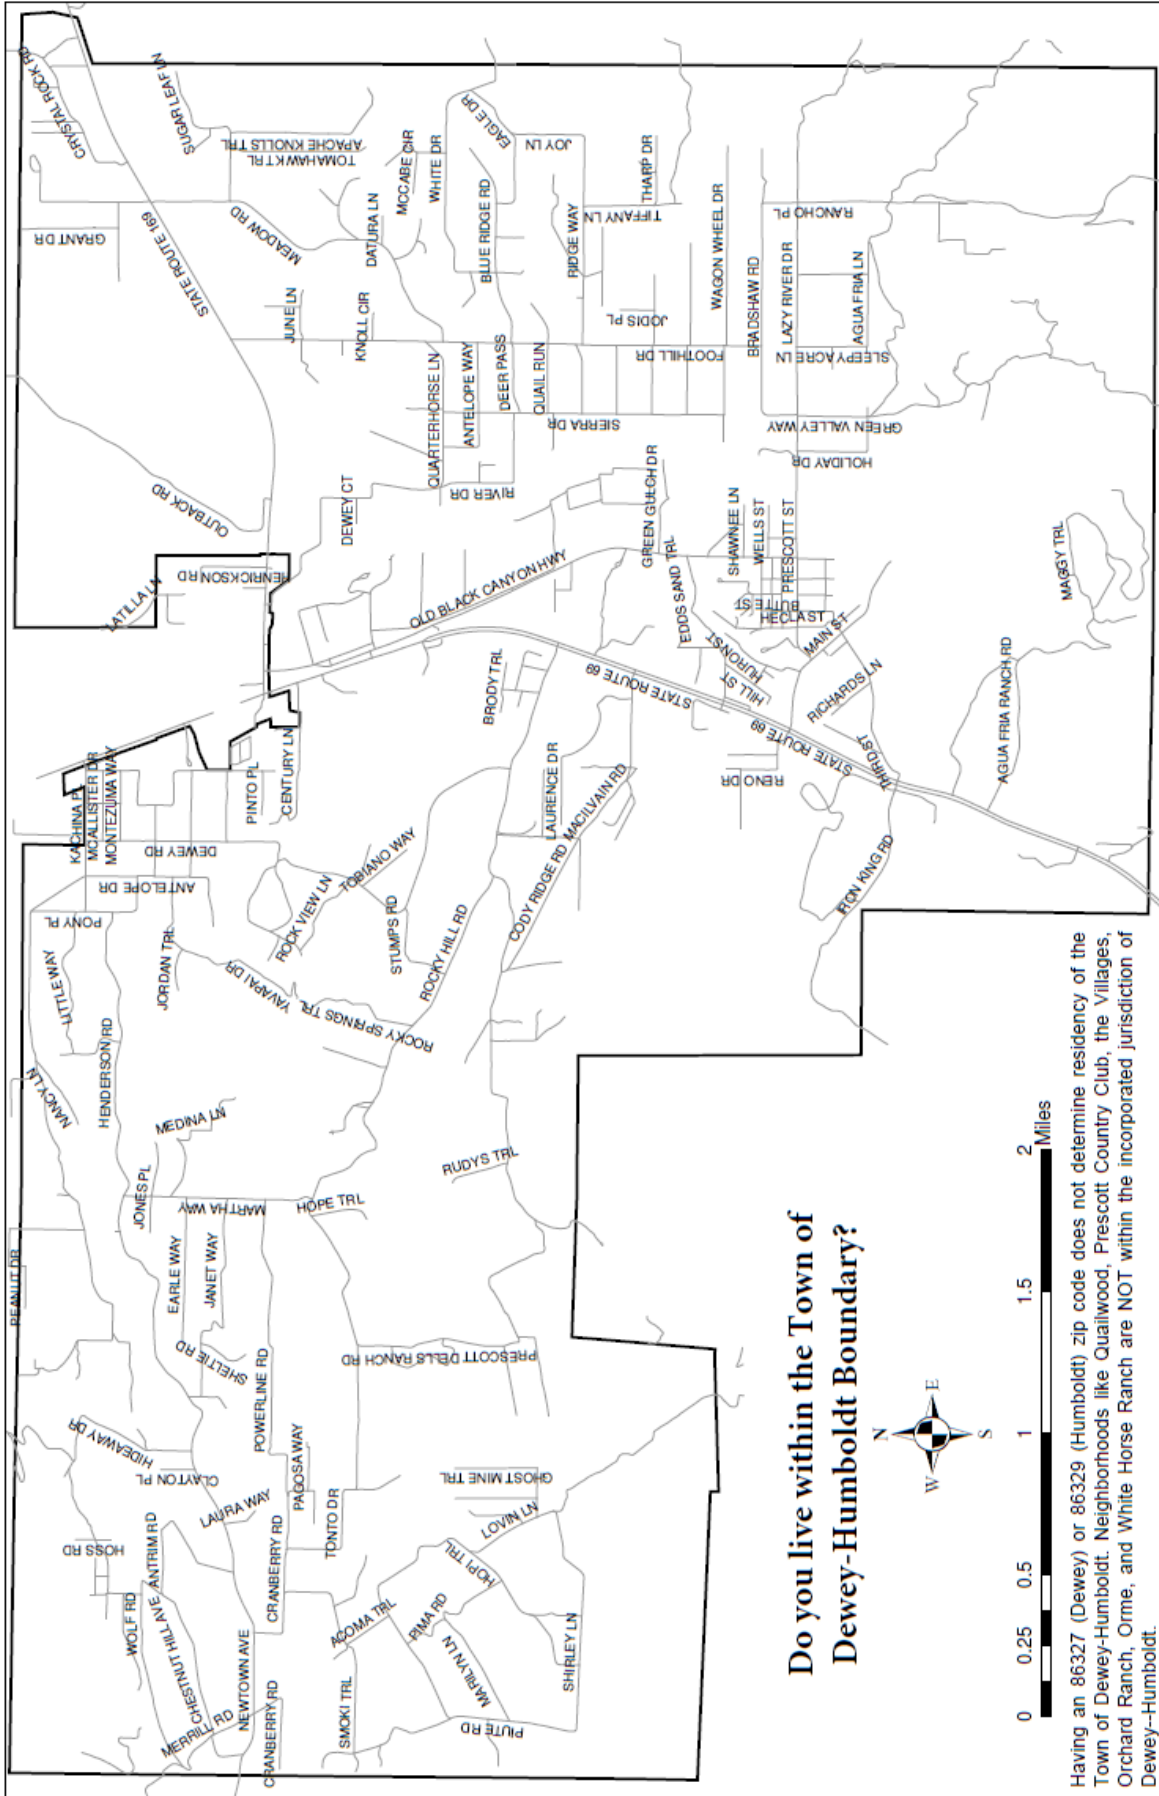 CRYSTAL ROCK RD
SUGAR LEAF LN
GRANT DR
STATE ROUTE 169
APACHE KNOLLS TRL
TOMAHAWK TRL
MEADOW RD
DATURA LN
MCCABE CIR
WHITE DR
EAGLE DR
JOY LN
BLUE RIDGE RD
RIDGE WAY
TIFFANY LN
THARP DR
WAGON WHEEL DR
RANCHO PL
JUNE LN
KNOLL CIR
JODIS PL
BRADSHAW RD
LAZY RIVER DR
AGUA FRIA LN
OUTBACK RD
QUARTERHORSE LN
ANTELOPE WAY
DEER PASS
QUAIL RUN
FOOTHILL DR
SLEEPY ACRE LN
SIERRA DR
GREEN VALLEY WAY
HOLIDAY DR
DEWEY CT
RIVER DR
GREEN GULCH DR
LATILLA LN
HENRICKSON RD
OLD BLACK CANYON HWY
EDDS SAND TRL
SHAWNEE LN
WELLS ST
PRESCOTT ST
BUTTE ST
HECLA ST
MAIN ST
HURON ST
HILL ST
RICHARDS LN
MAGGY TRL
BRODY TRL
STATE ROUTE 69
STATE ROUTE 69
RENO DR
THIRD ST
AGUA FRIA RANCH RD
KACHINA PL
MCALLISTER DR
MONTEZUMA WAY
PINTO PL
CENTURY LN
DEWEY RD
ANTELOPE DR
PONY PL
LAURENCE DR
MACILVAIN RD
CODY RIDGE RD
IRON KING RD
TOBIANO WAY
ROCK VIEW LN
STUMPS RD
ROCKY HILL RD
LITTLE WAY
JORDAN TRL
YAVAPAI DR
ROCKY SPRINGS TRL
HENDERSON RD
NANCY LN
MEDINA LN
JONES PL
MARTHA WAY
HOPE TRL
RUDYS TRL
PEANUT DR
EARLE WAY
JANET WAY
SHELTIE RD
POWERLINE RD
PRESCOTT DELLS RANCH RD
HIDEAWAY DR
CLAYTON PL
LAURA WAY
PAGOSA WAY
TONTO DR
GHOST MINE TRL
LOVIN LN
HOPI TRL
HOSS RD
ANTRIM RD
WOLF RD
CHESTNUT HILL AVE
MERRILL RD
NEWTOWN AVE
CRANBERRY RD
CRANBERRY RD
ACOMA TRL
PIMA RD
MARILYN LN
SMOKI TRL
PIUTE RD
SHIRLEY LN
Do you live within the Town of
Dewey-Humboldt Boundary?
N
W
E
S
0 0.25 0.5 1 1.5 2
Miles
Having an 86327 (Dewey) or 86329 (Humboldt) zip code does not determine residency of the
Town of Dewey-Humboldt. Neighborhoods like Quailwood, Prescott Country Club, the Villages,
Orchard Ranch, Orme, and White Horse Ranch are NOT within the incorporated jurisdiction of
Dewey--Humboldt.